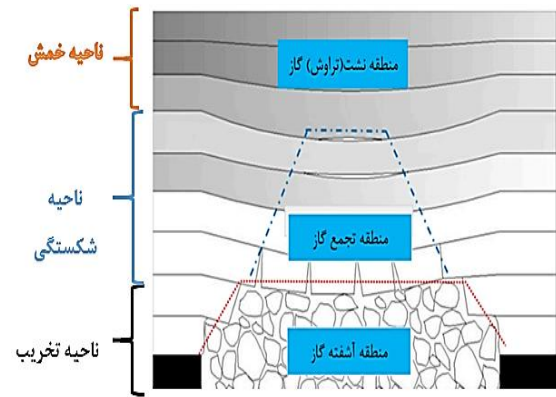 ناحیه خمش
منطقه نشت(تراوش) گاز
ناحیه
شکستگی
منطقه تجمع گاز
ناحیه تخریب
منطقه آشفته گاز